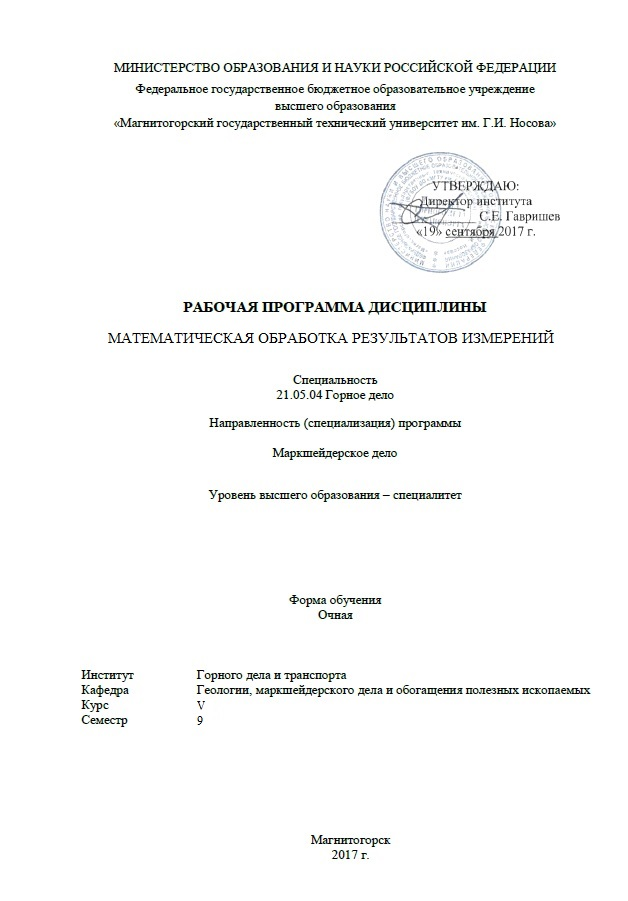 МИНИСТЕРСТВО ОБРАЗОВАНИЯ И НАУКИ РОССИЙСКОЙ ФЕДЕРАЦИИ
Федеральное государственное бюджетное образовательное учреждение
высшего образования
«Магнитогорский государственный технический университет им. Г.И. Носова»
УТВЕРЖДАЮ:
Директор института
С.Е. Гавришев
«19» сентября 2017 г.
РАБОЧАЯ ПРОГРАММА ДИСЦИПЛИНЫ
МАТЕМАТИЧЕСКАЯ ОБРАБОТКА РЕЗУЛЬТАТОВ ИЗМЕРЕНИЙ
Специальность
21.05.04 Горное дело
Направленность (специализация) программы
Маркшейдерское дело
Уровень высшего образования – специалитет
Форма обучения
Очная
Институт Горного дела и транспорта
Кафедра Геологии, маркшейдерского дела и обогащения полезных ископаемых
Курс V
Семестр 9
Магнитогорск
2017 г.